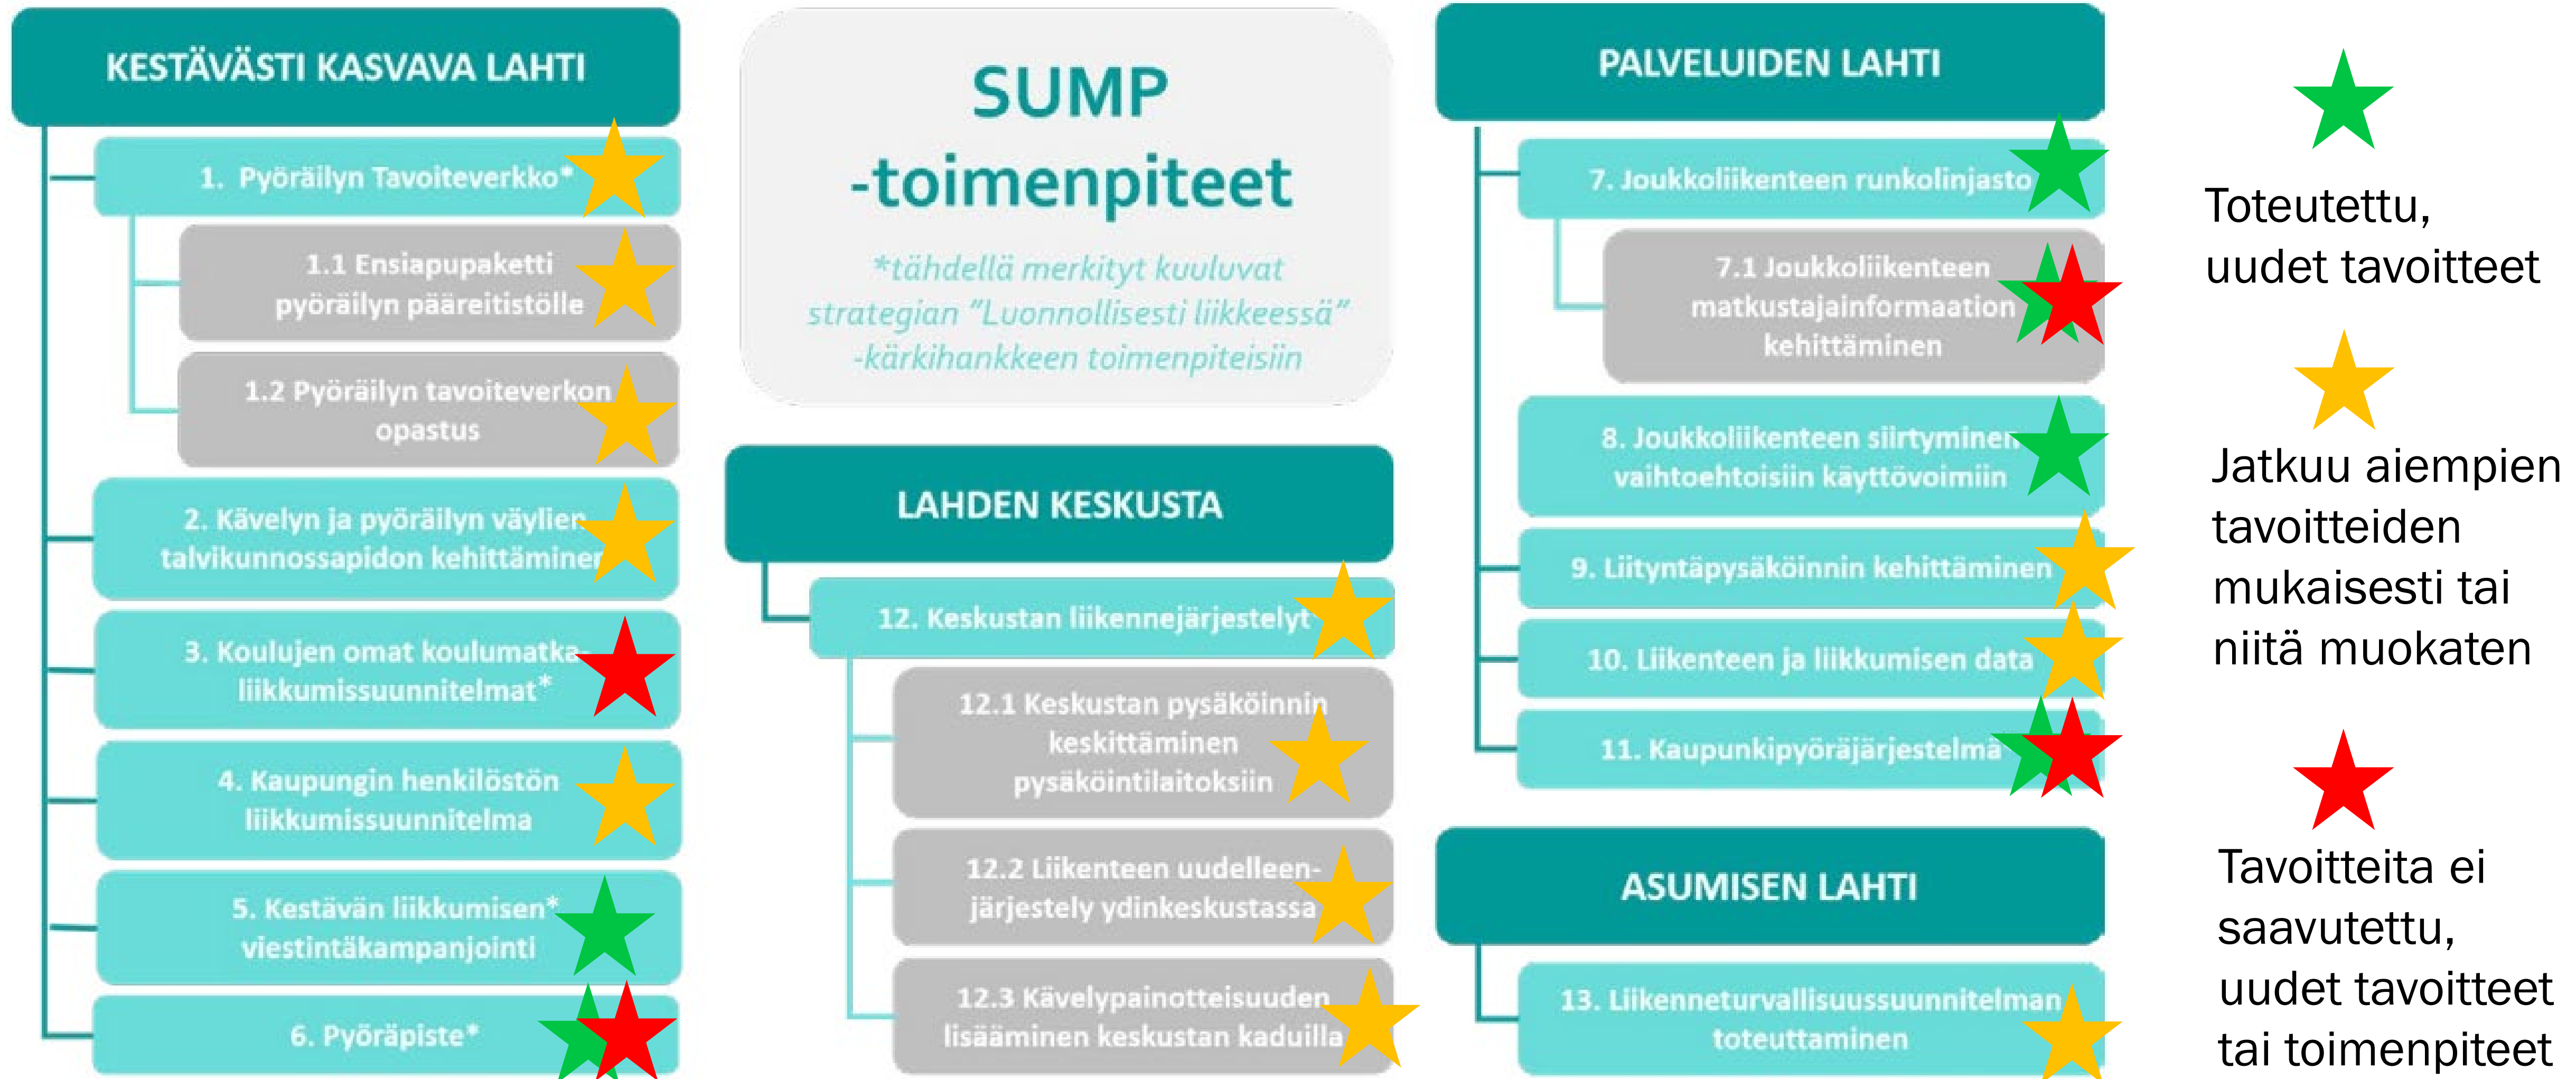 KESTÄVÄSTI KASVAVA LAHTI
1. Pyöräilyn Tavoiteverkko*
1.1 Ensiapupaketti
pyöräilyn pääreitistölle
1.2 Pyöräilyn tavoiteverkon
opastus
2. Kävelyn ja pyöräilyn väylien
talvikunnossapidon kehittäminen
3. Koulujen omat koulumatka-
liikkumissuunnitelmat*
4. Kaupungin henkilöstön
liikkumissuunnitelma
5. Kestävän liikkumisen*
viestintäkampanjointi
6. Pyöräpiste*
SUMP
-toimenpiteet
*tähdellä merkityt kuuluvat
strategian ”Luonnollisesti liikkeessä”
-kärkihankkeen toimenpiteisiin
LAHDEN KESKUSTA
12. Keskustan liikennejärjestelyt
12.1 Keskustan pysäköinnin
keskittäminen
pysäköintilaitoksiin
12.2 Liikenteen uudelleen-
järjestely ydinkeskustassa
12.3 Kävelypainotteisuuden
lisääminen keskustan kaduilla
PALVELUIDEN LAHTI
7. Joukkoliikenteen runkolinjasto
7.1 Joukkoliikenteen
matkustajainformaation
kehittäminen
8. Joukkoliikenteen siirtyminen
vaihtoehtoisiin käyttövoimiin
9. Liityntäpysäköinnin kehittäminen
10. Liikenteen ja liikkumisen data
11. Kaupunkipyöräjärjestelmä
ASUMISEN LAHTI
13. Liikenneturvallisuussuunnitelman
toteuttaminen
Toteutettu,
uudet tavoitteet
Jatkuu aiempien
tavoitteiden
mukaisesti tai
niitä muokaten
Tavoitteita ei
saavutettu,
uudet tavoitteet
tai toimenpiteet